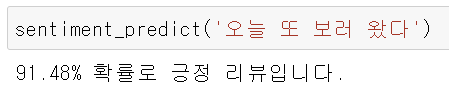 sentiment_predict('오늘 또 보러 왔다')
91.48% 확률로 긍정 리뷰입니다.